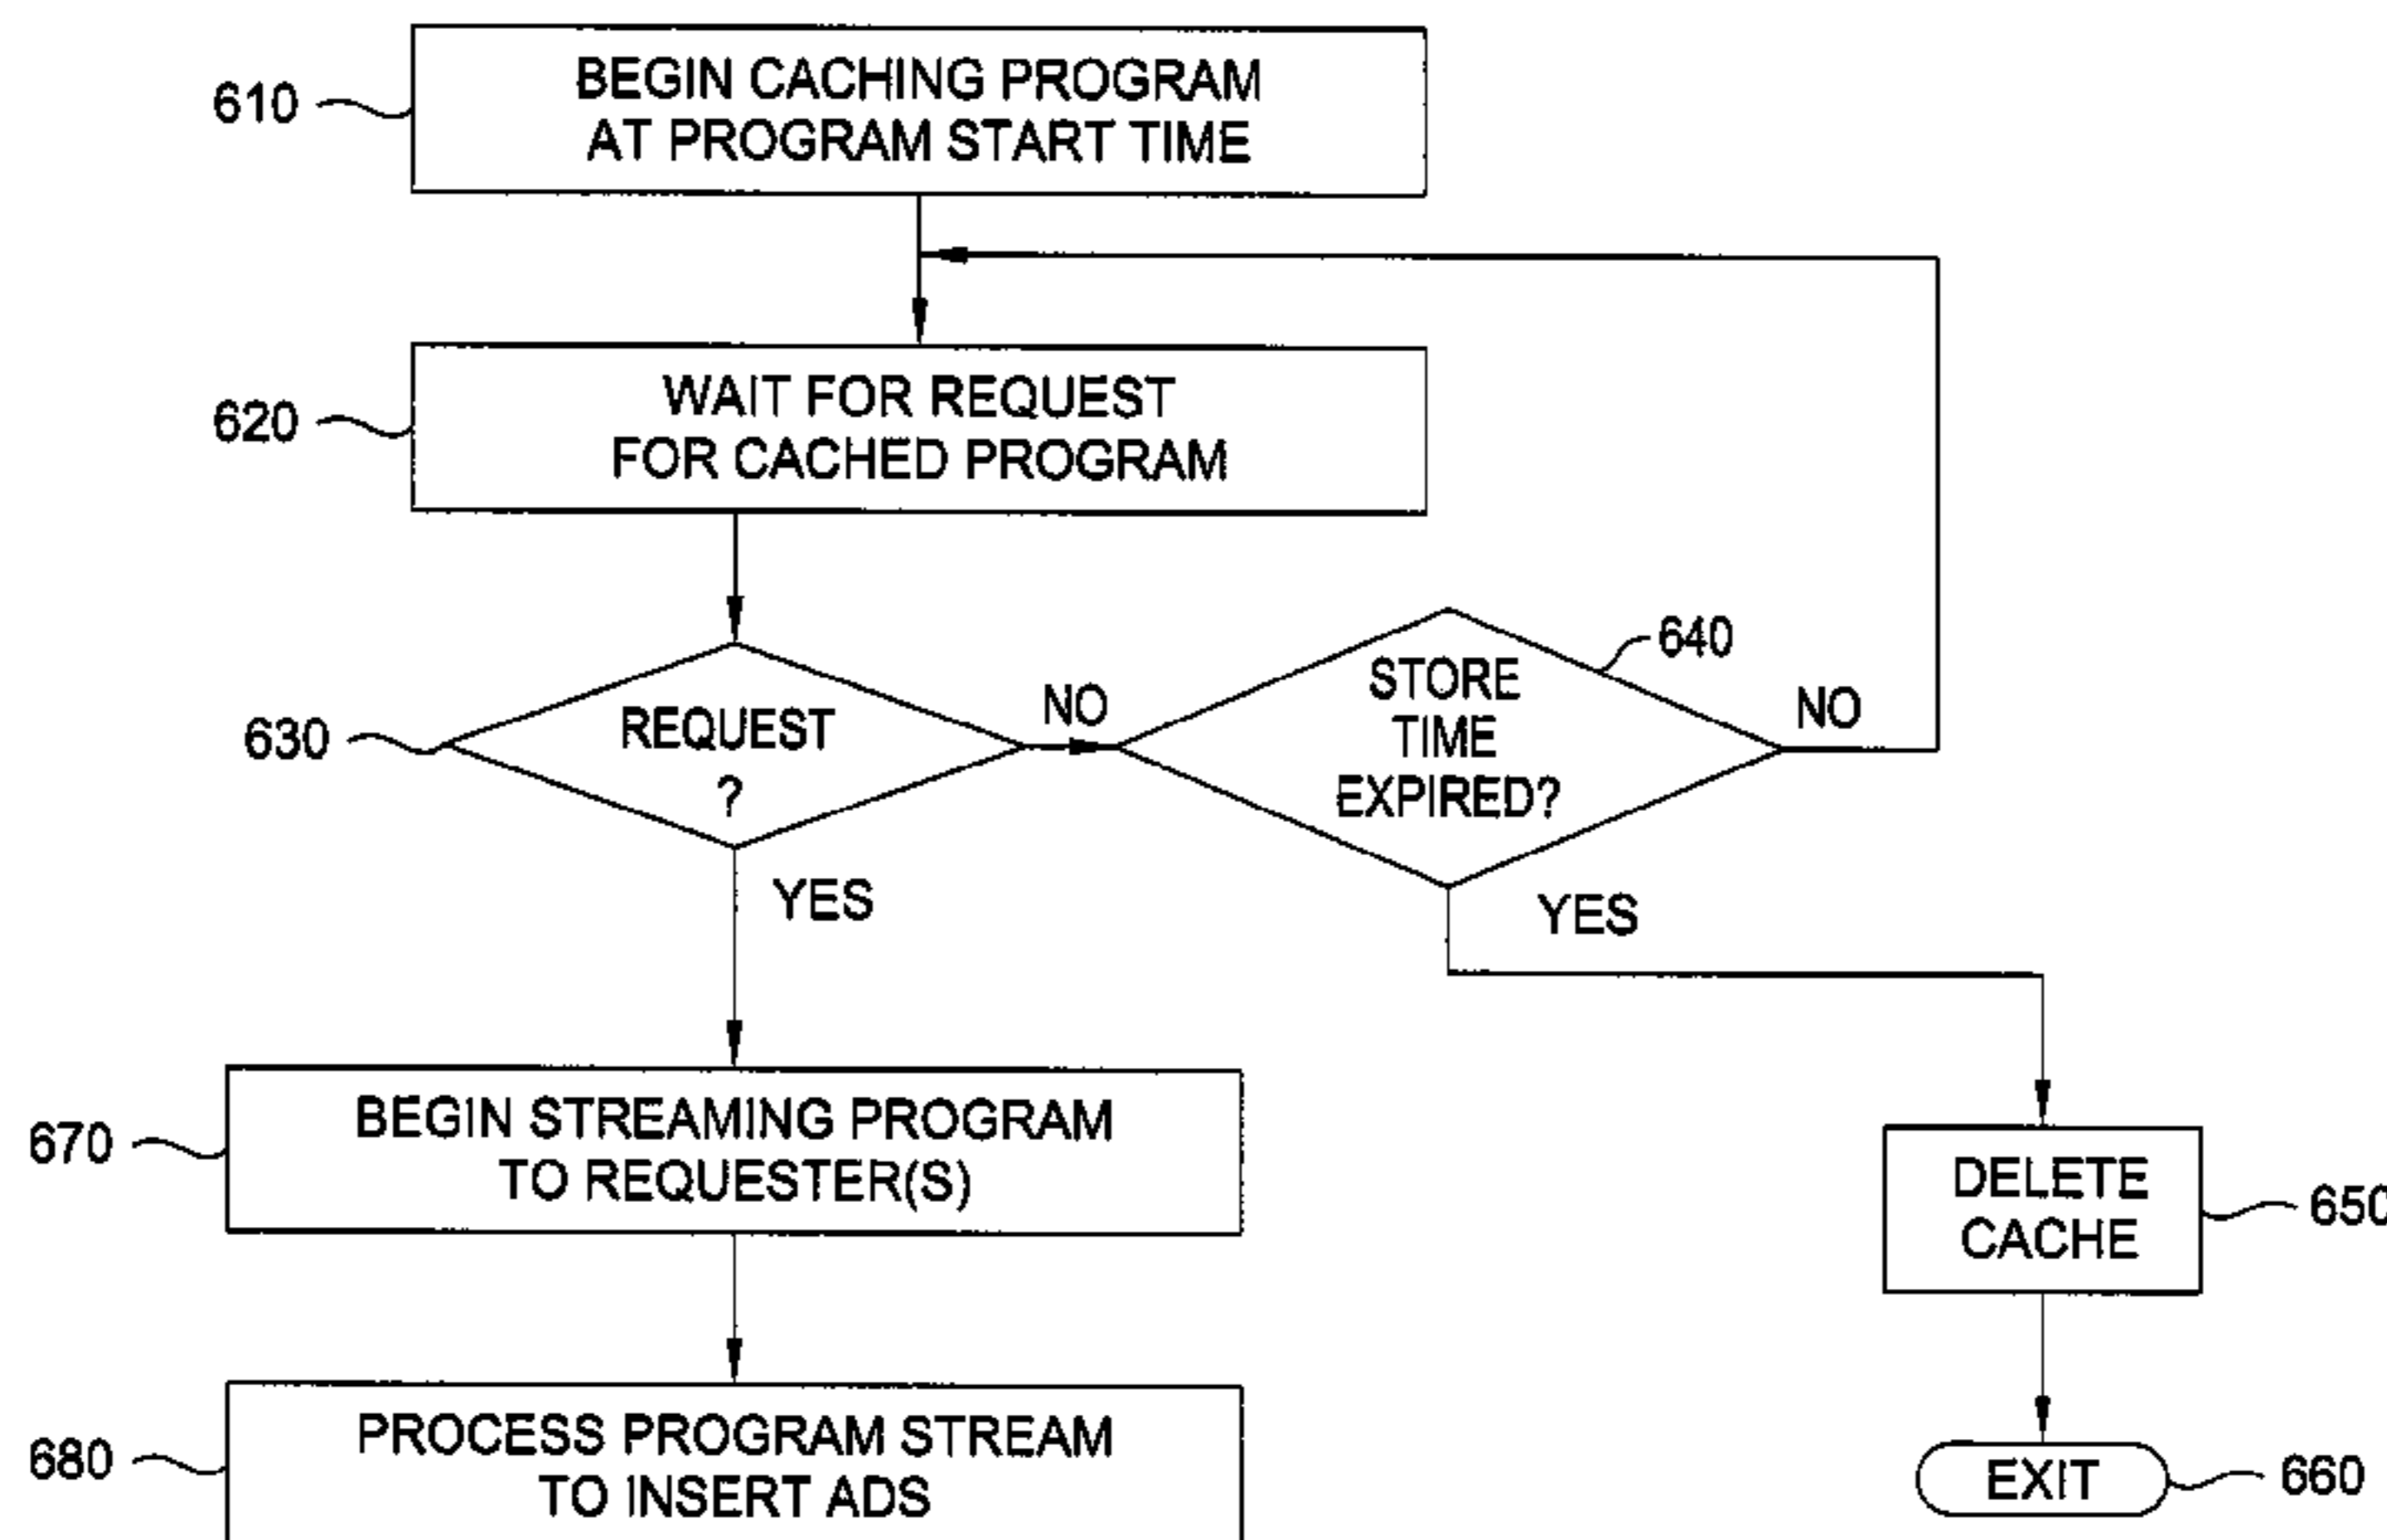 610
BEGIN CACHING PROGRAM
AT PROGRAM START TIME
620
WAIT FOR REQUEST
FOR CACHED PROGRAM
630
REQUEST
?
NO
640
STORE
TIME
EXPIRED?
NO
YES
YES
670
BEGIN STREAMING PROGRAM
TO REQUESTER(S)
DELETE
CACHE
650
680
PROCESS PROGRAM STREAM
TO INSERT ADS
EXIT
660